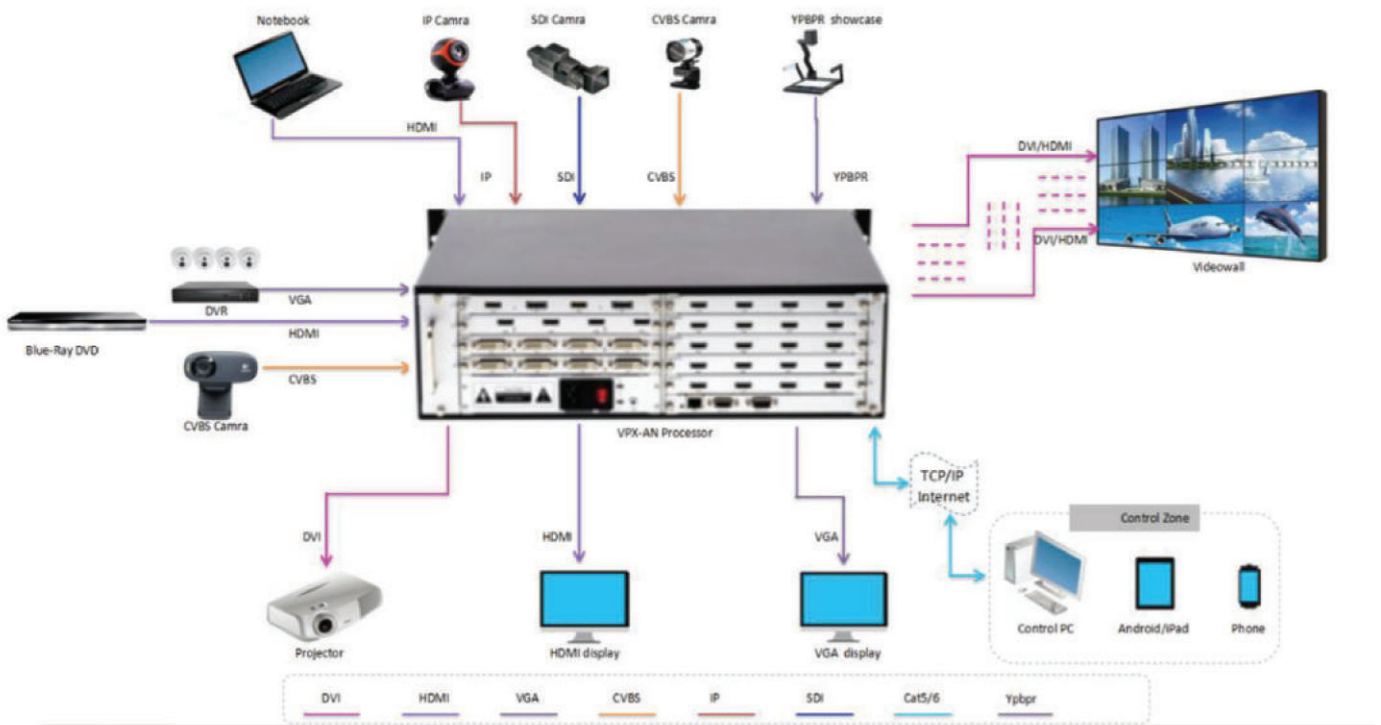 Notebook
IP Camra
SDI Camra
CVBS Camra
YPBPR showcase
HDMI
IP
SDI
CVBS
YPBPR
DVI/HDMI
DVI/HDMI
Videowall
DVR
VGA
HDMI
Blue-Ray DVD
CVBS
CVBS Camra
VPX-AN Processor
TCP/IP
Internet
DVI
HDMI
VGA
Control Zone
Control PC
Android/iPad
Phone
Projector
HDMI display
VGA display
DVI
HDMI
VGA
CVBS
IP
SDI
Cat5/6
Ypbpr